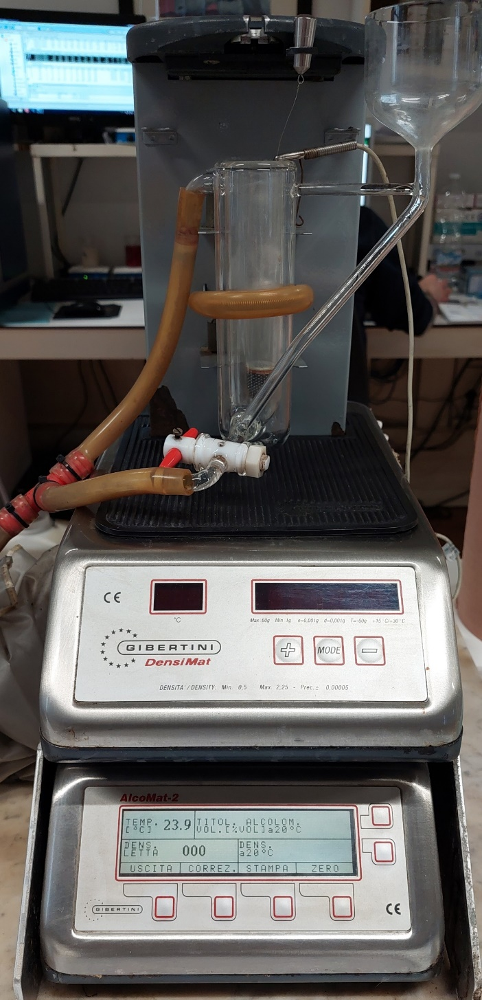 CE
°C
Max.60g Min.1g e=0,001g d=0,001g T=-60g +15°C/+30°C
GIBERTINI
DensiMat
+ MODE -
DENSITA'/DENSITY: Min. 0,5 Max. 2,25 - Prec.± 0,00005
AlcoMat-2
TEMP. 23.9 TITOL. ALCOLOM.
[°C] VOL.[%VOL]a20°C
DENS. 000 DENS.
LETTA a20°C
USCITA CORREZ. STAMPA ZERO
GIBERTINI
CE